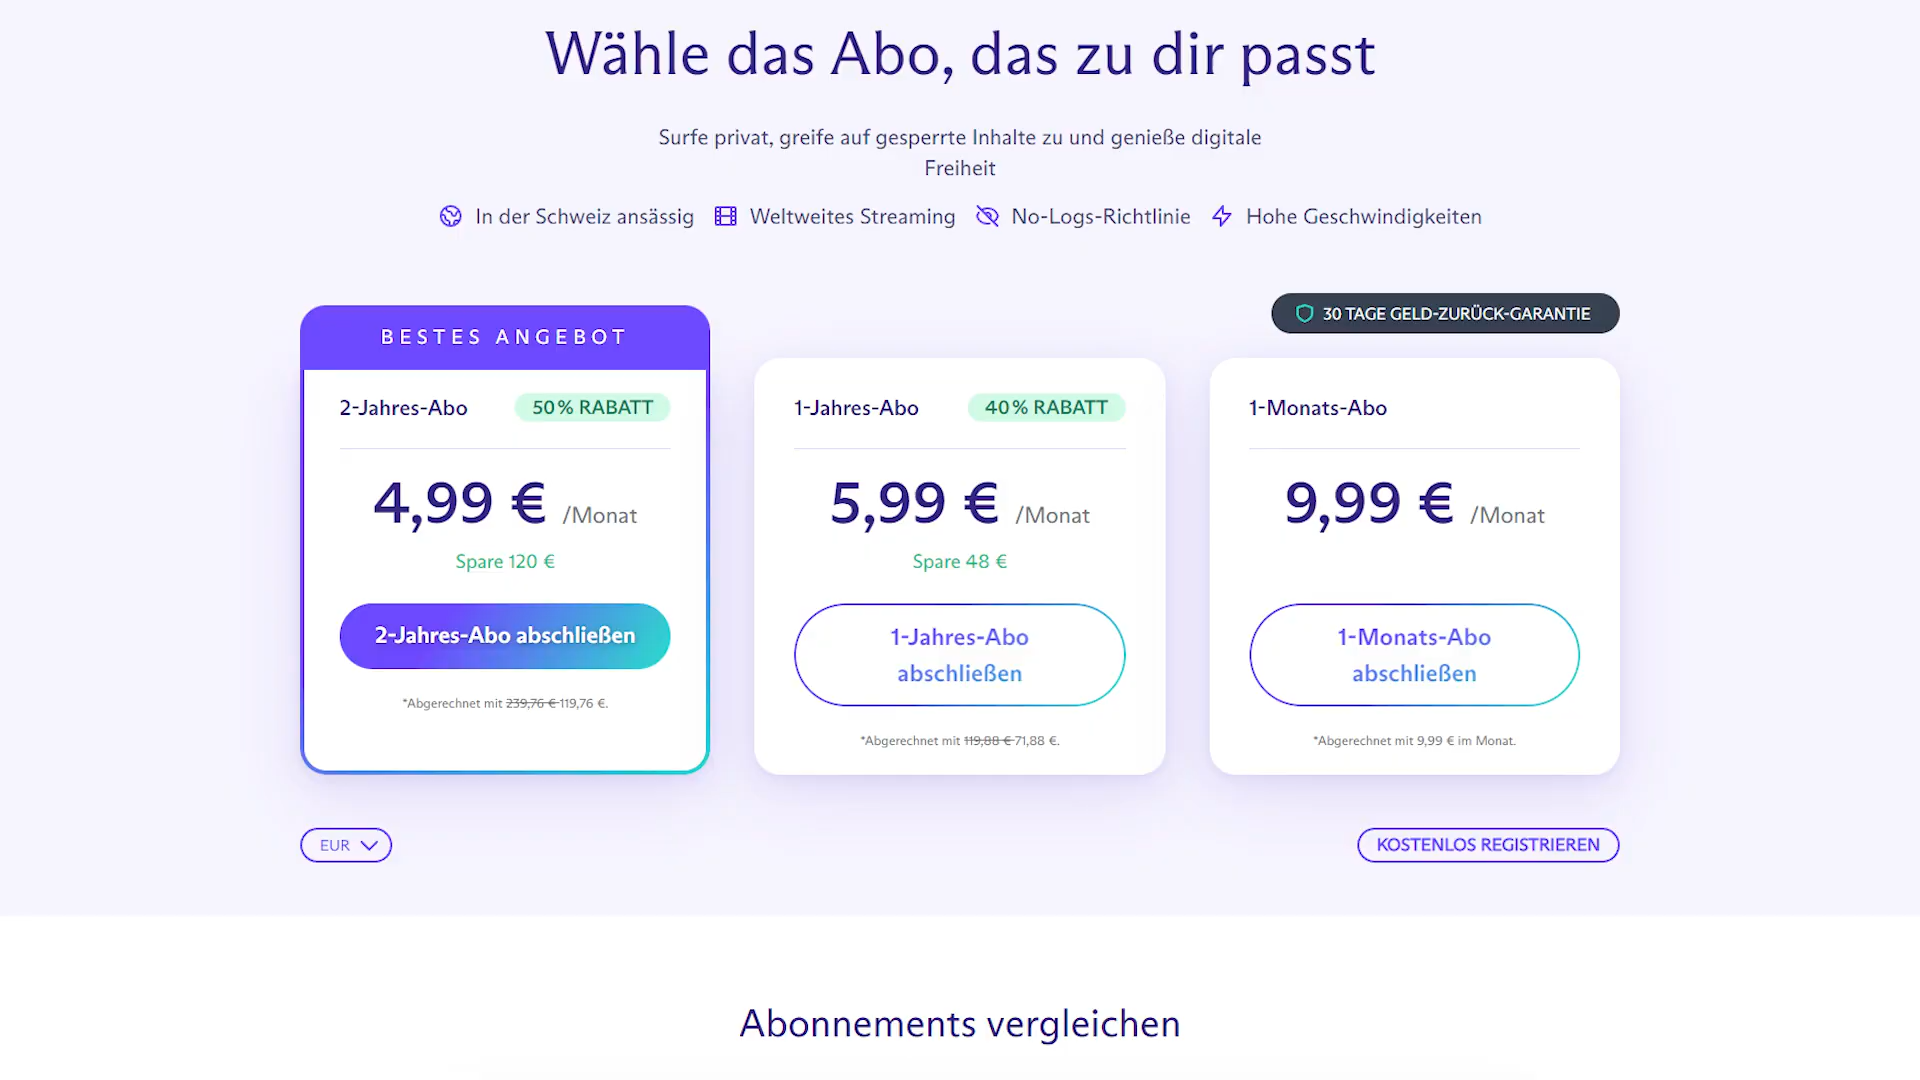 Wähle das Abo, das zu dir passt
Surfe privat, greife auf gesperrte Inhalte zu und genieße digitale
Freiheit
In der Schweiz ansässig
Weltweites Streaming
No-Logs-Richtlinie
Hohe Geschwindigkeiten
30 TAGE GELD-ZURÜCK-GARANTIE
BESTES ANGEBOT
2-Jahres-Abo
50 % RABATT
4,99 € /Monat
Spare 120 €
2-Jahres-Abo abschließen
*Abgerechnet mit 239,76 € 119,76 €.
1-Jahres-Abo
40 % RABATT
5,99 € /Monat
Spare 48 €
1-Jahres-Abo
abschließen
*Abgerechnet mit 119,88 € 71,88 €.
1-Monats-Abo
9,99 € /Monat
1-Monats-Abo
abschließen
*Abgerechnet mit 9,99 € im Monat.
EUR
KOSTENLOS REGISTRIEREN
Abonnements vergleichen